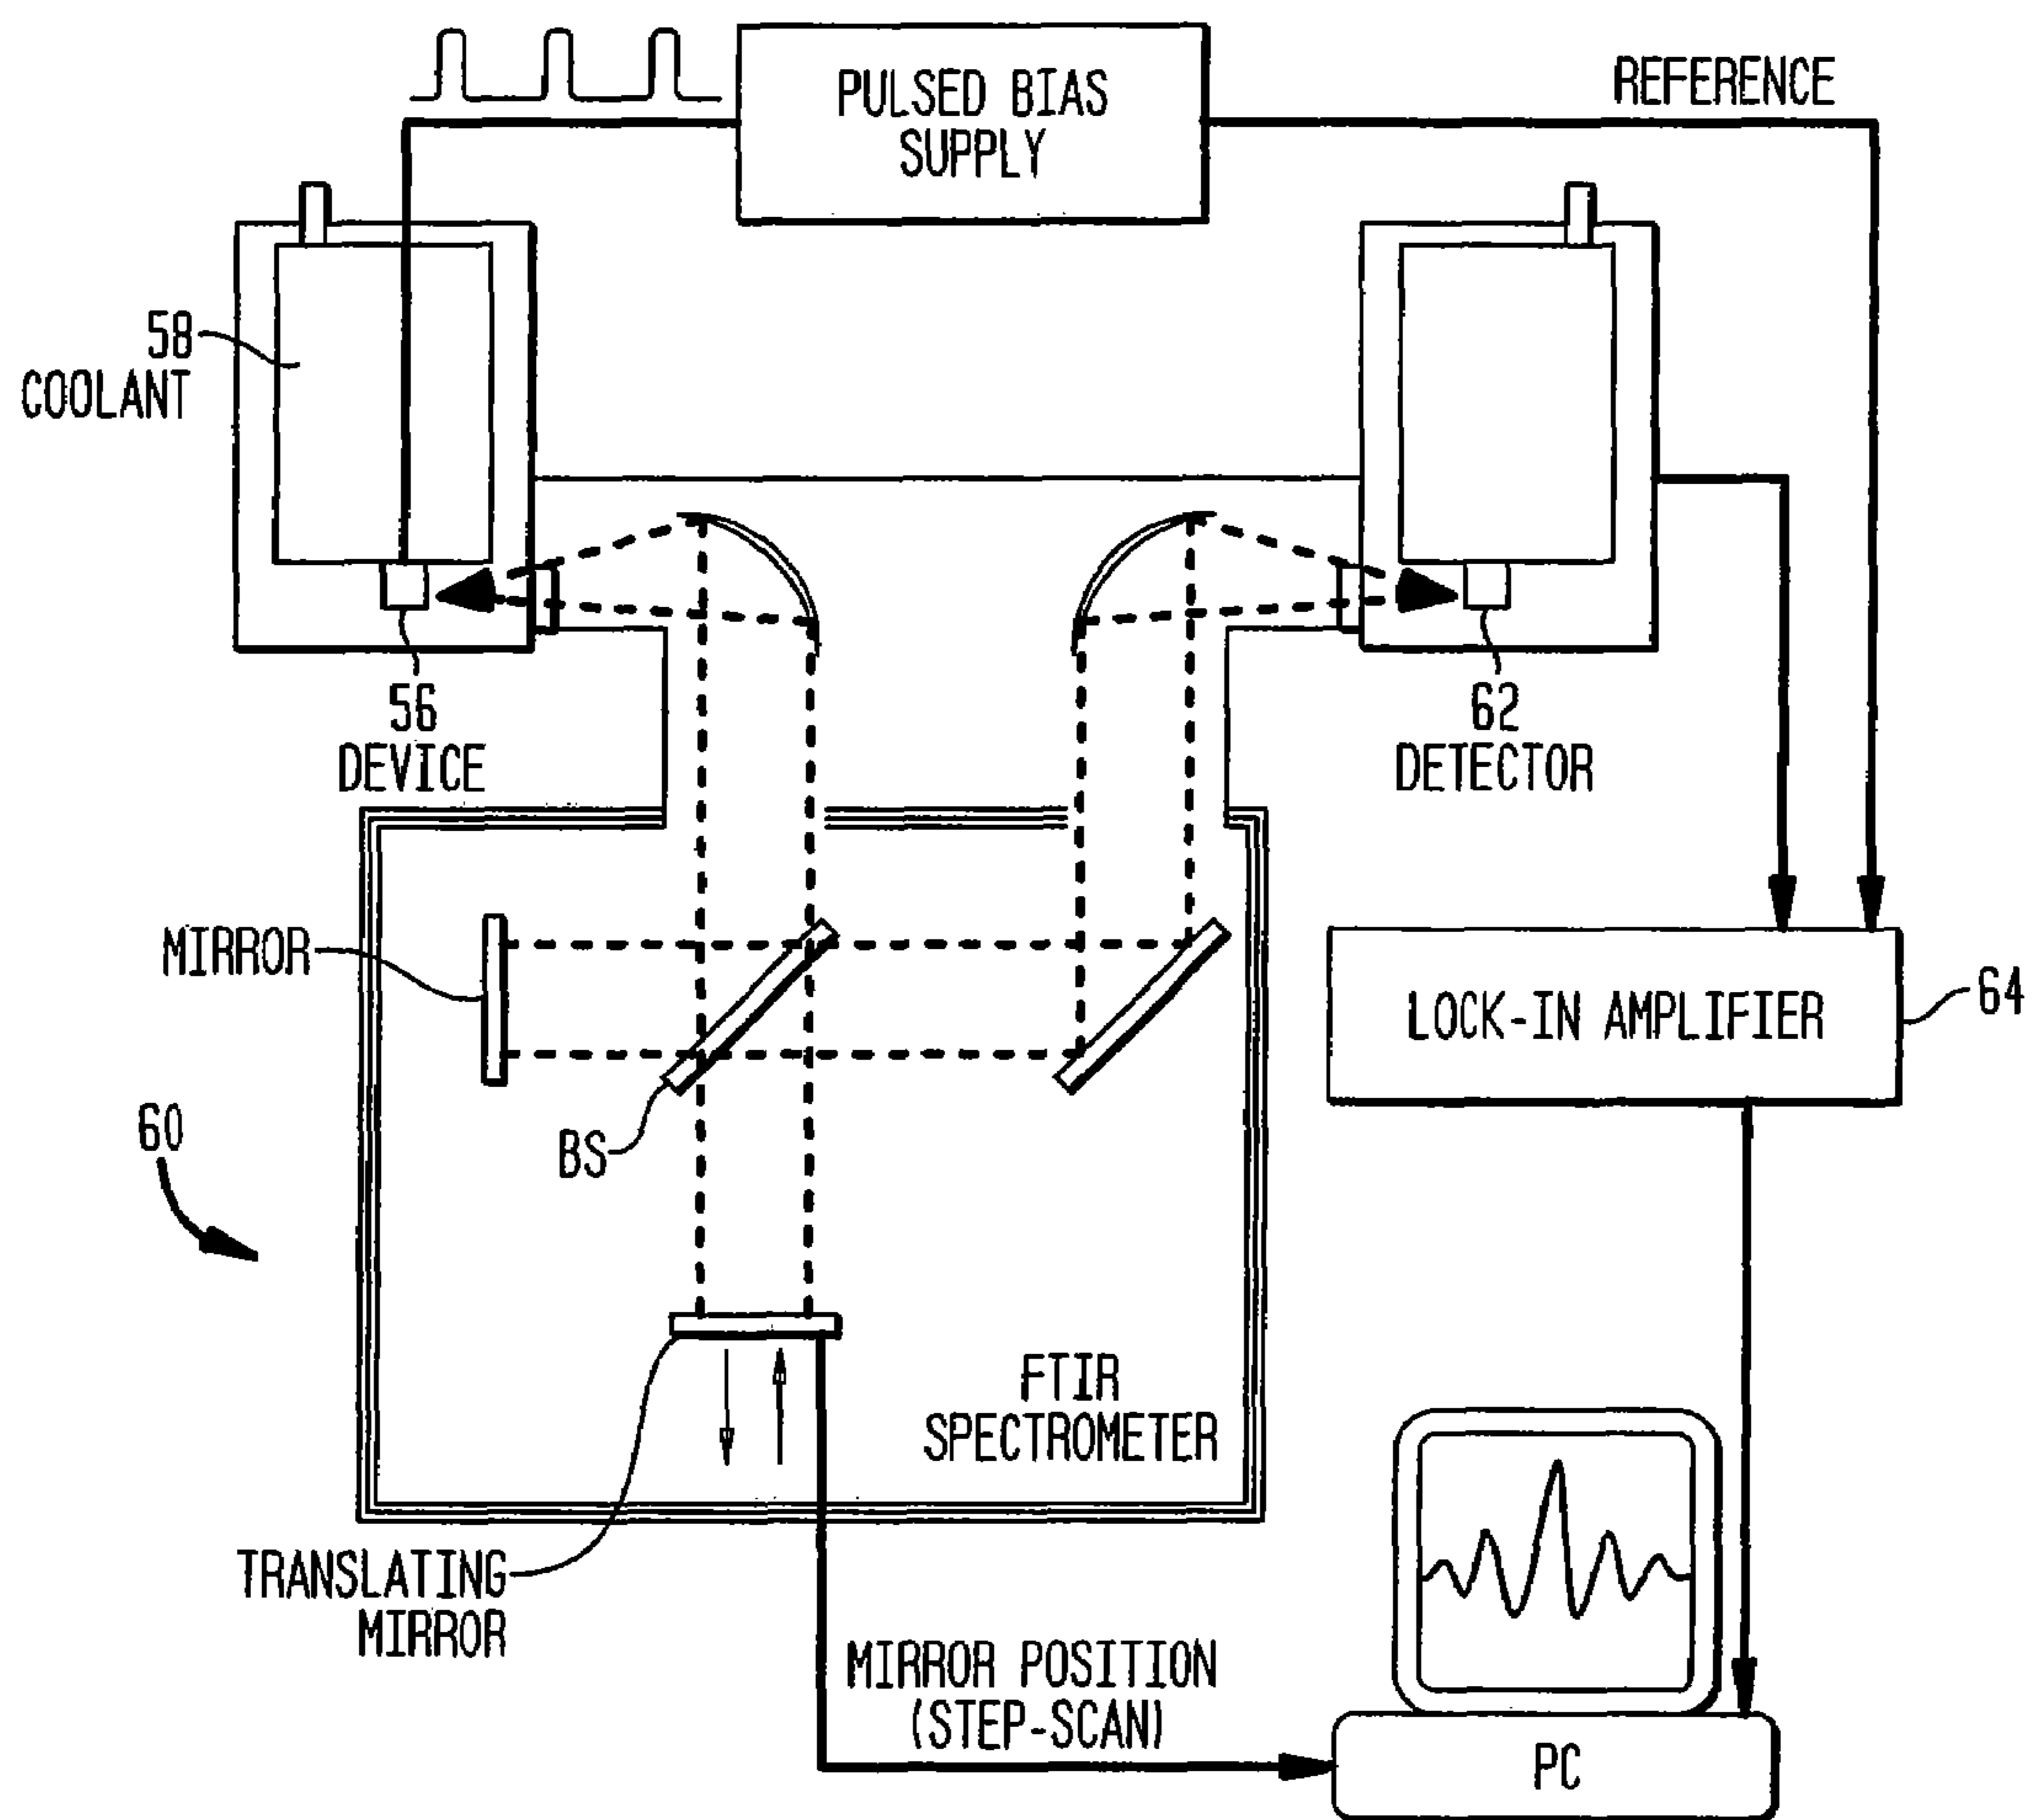 PULSED BIAS
SUPPLY
REFERENCE
58
COOLANT
56
DEVICE
62
DETECTOR
MIRROR
LOCK-IN AMPLIFIER
64
60
BS
FTIR
SPECTROMETER
TRANSLATING
MIRROR
MIRROR POSITION
(STEP-SCAN)
PC